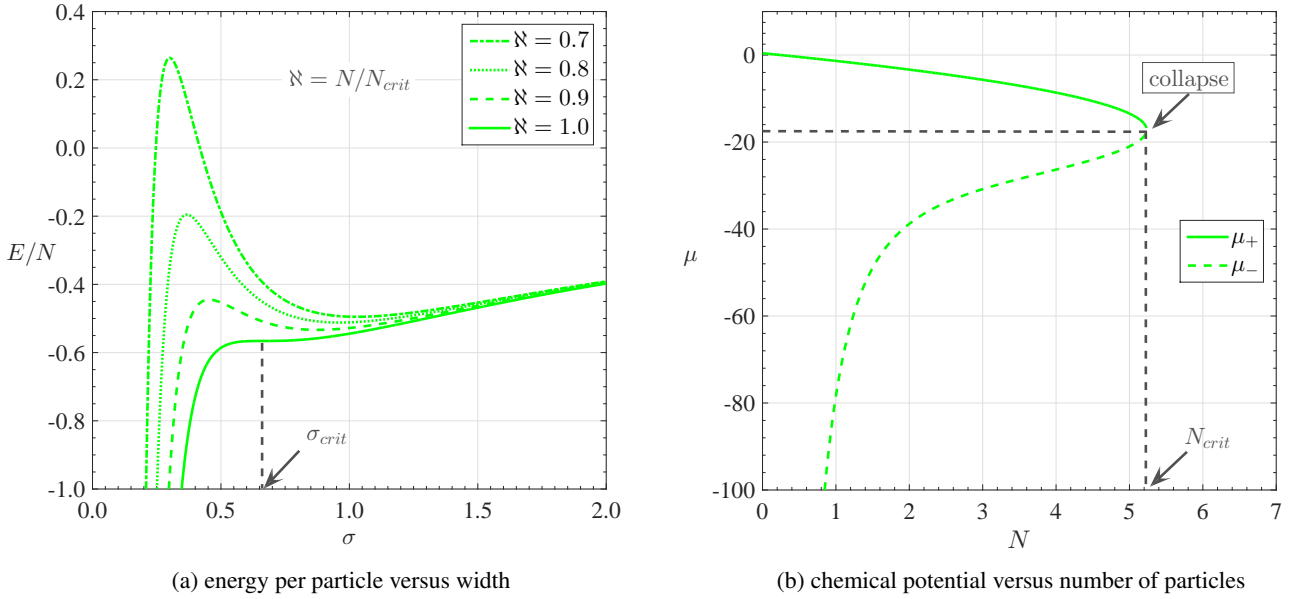 0.4
0.2
0.0
-0.2
-0.4
-0.6
-0.8
-1.0
E/N
0.0
0.5
1.0
1.5
2.0
σ
ℵ = N/N_crit
ℵ = 0.7
ℵ = 0.8
ℵ = 0.9
ℵ = 1.0
σ_crit
(a) energy per particle versus width
0
-20
-40
-60
-80
-100
μ
0
1
2
3
4
5
6
7
N
collapse
μ₊
μ₋
N_crit
(b) chemical potential versus number of particles